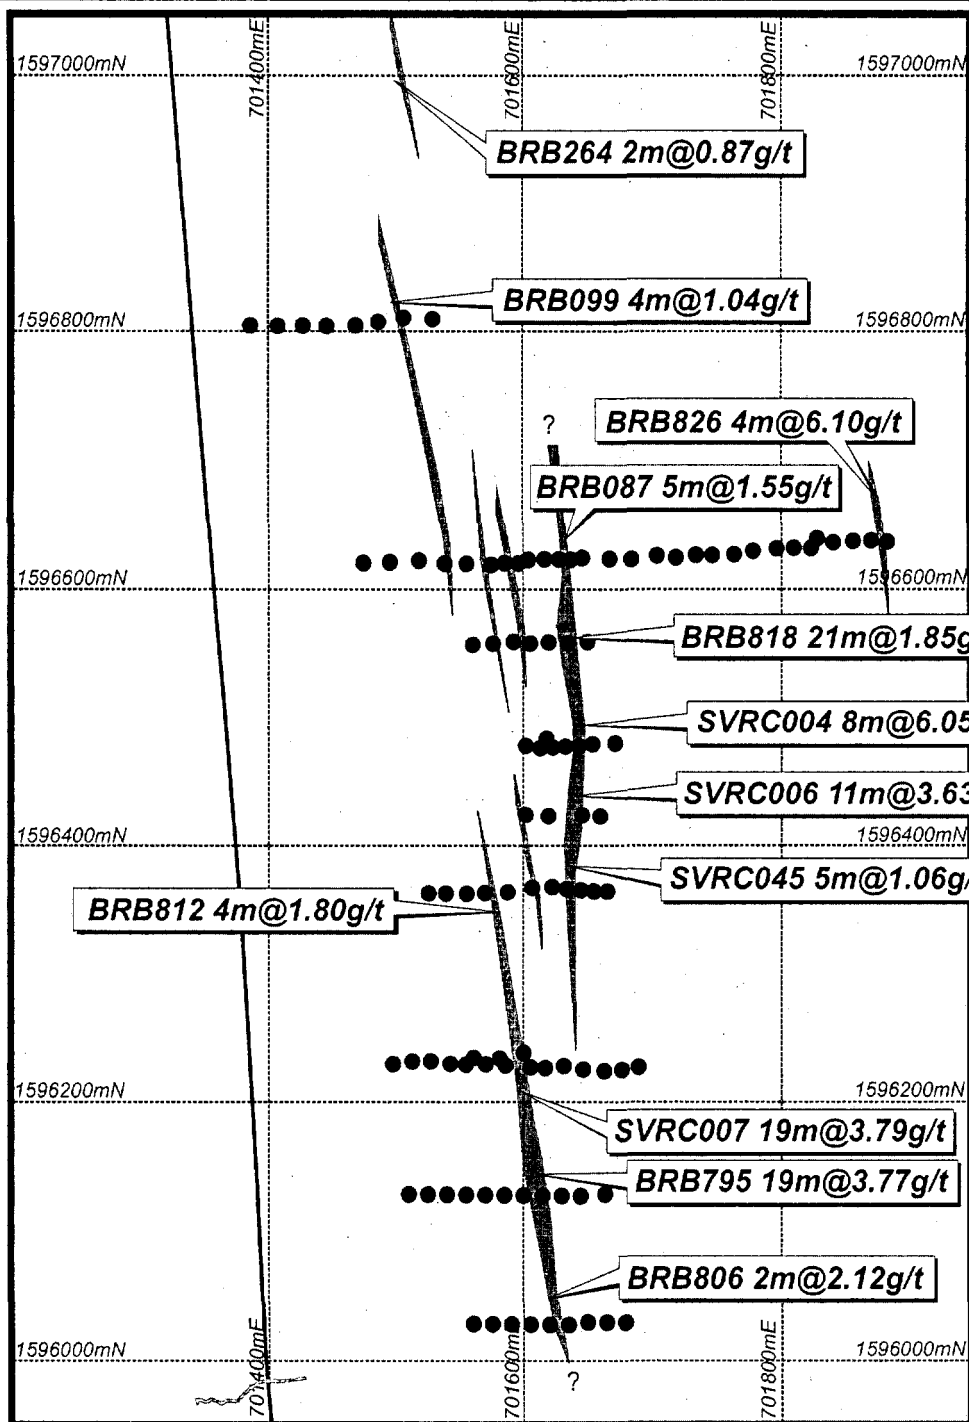 701400mE
701600mE
701800mE
1597000mN
1597000mN
BRB264 2m@0.87g/t
BRB099 4m@1.04g/t
1596800mN
1596800mN
BRB826 4m@6.10g/t
?
BRB087 5m@1.55g/t
1596600mN
1596600mN
BRB818 21m@1.85g
SVRC004 8m@6.05
SVRC006 11m@3.63
1596400mN
1596400mN
SVRC045 5m@1.06g/
BRB812 4m@1.80g/t
1596200mN
1596200mN
SVRC007 19m@3.79g/t
BRB795 19m@3.77g/t
BRB806 2m@2.12g/t
1596000mN
1596000mN
701400mE
701600mE
701800mE
?